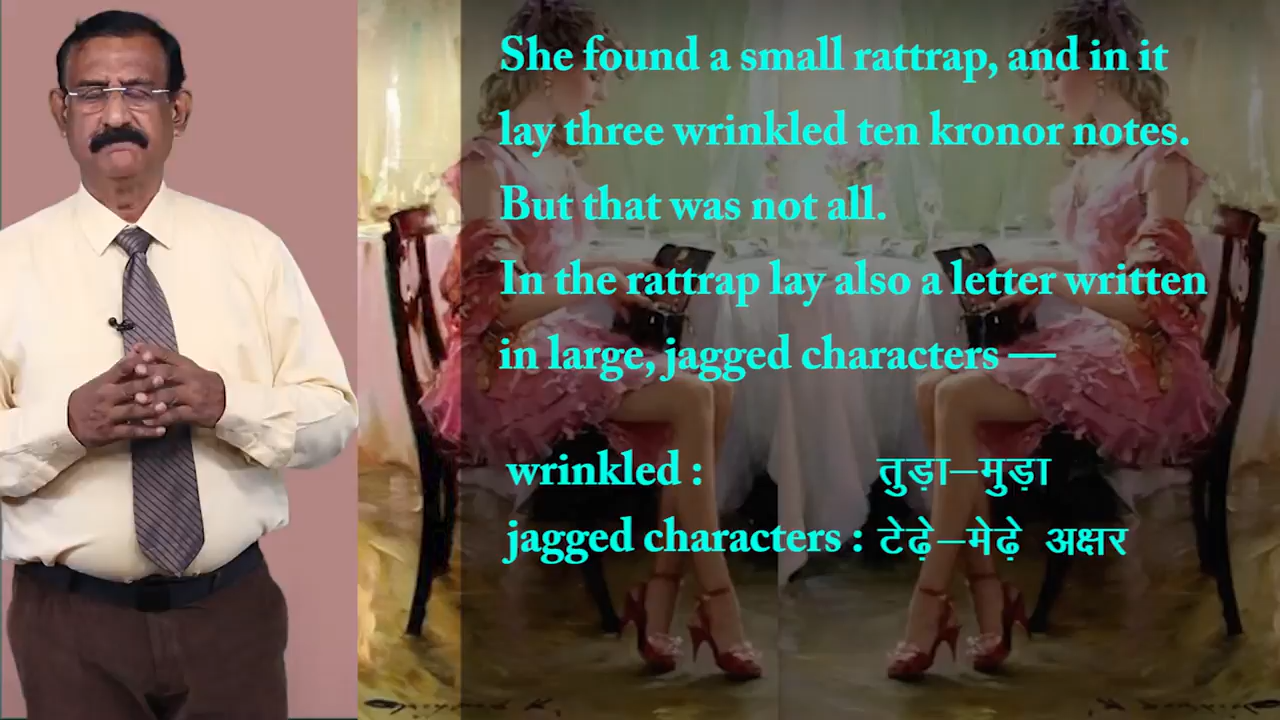 She found a small rattrap, and in it
lay three wrinkled ten kronor notes.
But that was not all.
In the rattrap lay also a letter written
in large, jagged characters —
wrinkled : तुड़ा–मुड़ा
jagged characters : टेढ़े–मेढ़े अक्षर